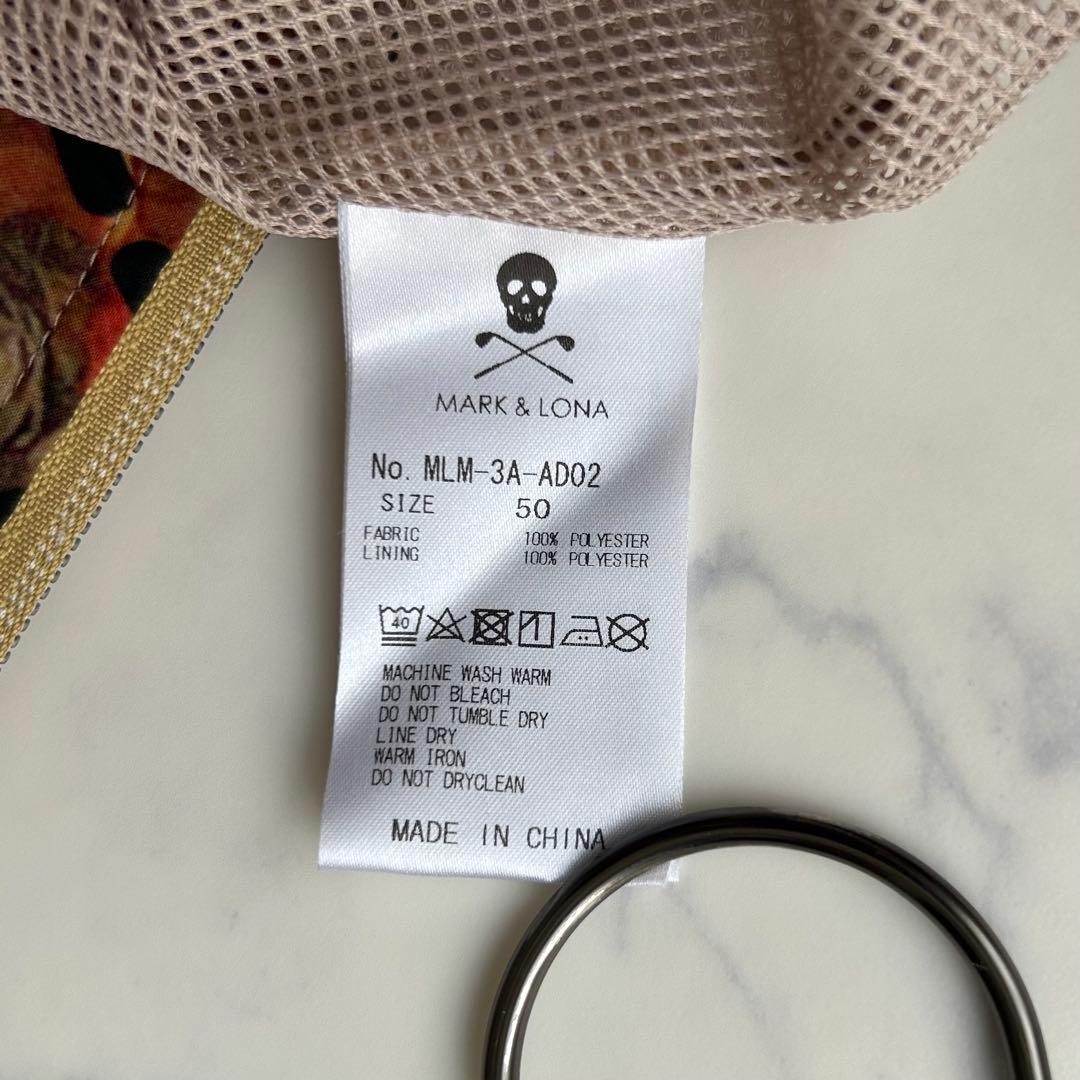 MARK & LONA
No. MLM-3A-AD02
SIZE 50
FABRIC 100% POLYESTER
LINING 100% POLYESTER
40
MACHINE WASH WARM
DO NOT BLEACH
DO NOT TUMBLE DRY
LINE DRY
WARM IRON
DO NOT DRYCLEAN
MADE IN CHINA